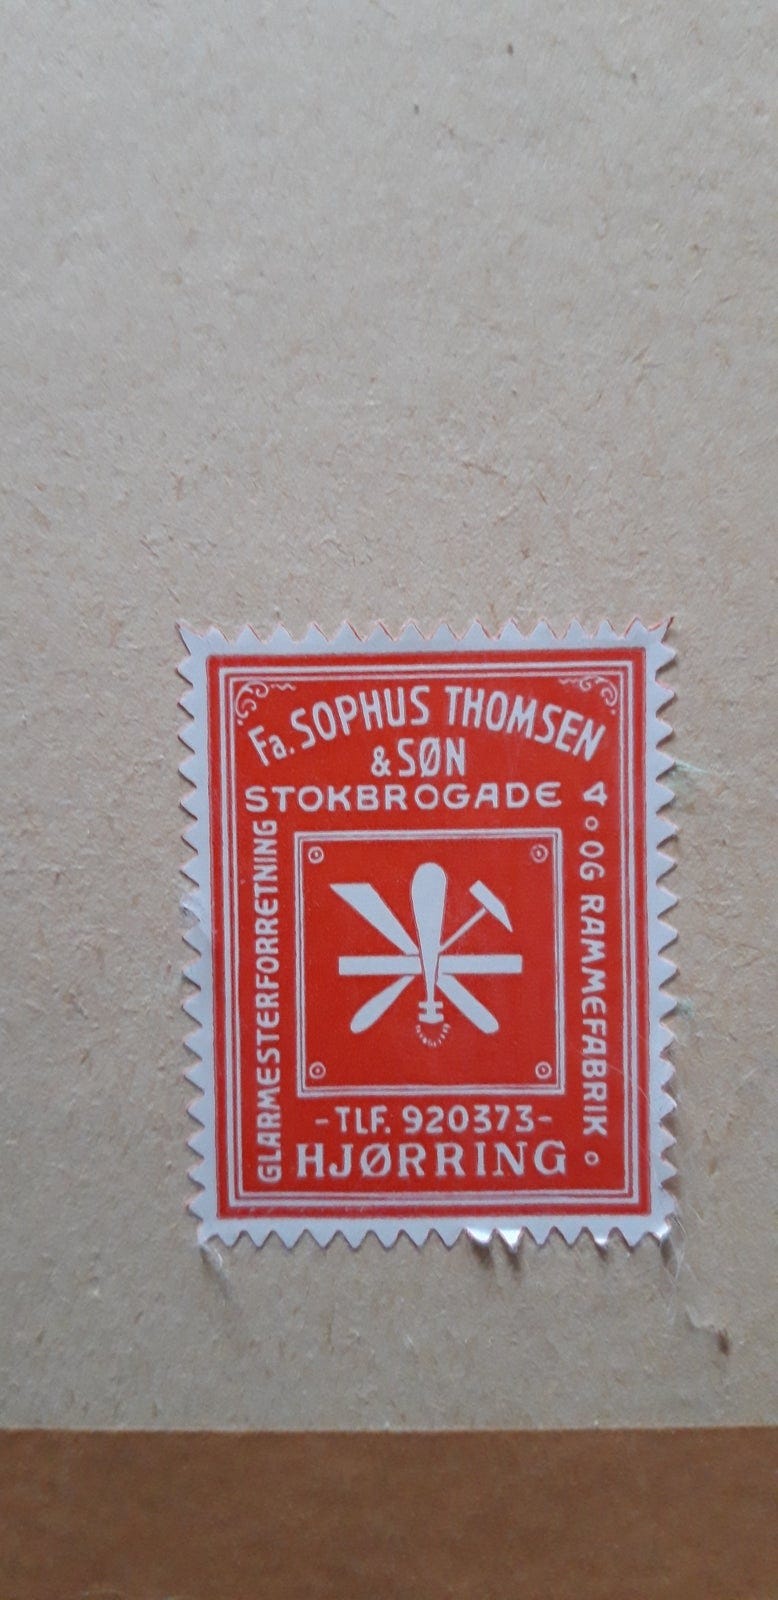 Fa. SOPHUS THOMSEN
& SØN
STOKBROGADE 4
GLARMESTERFORRETNING
OG RAMMEFABRIK
-TLF. 920373-
HJØRRING